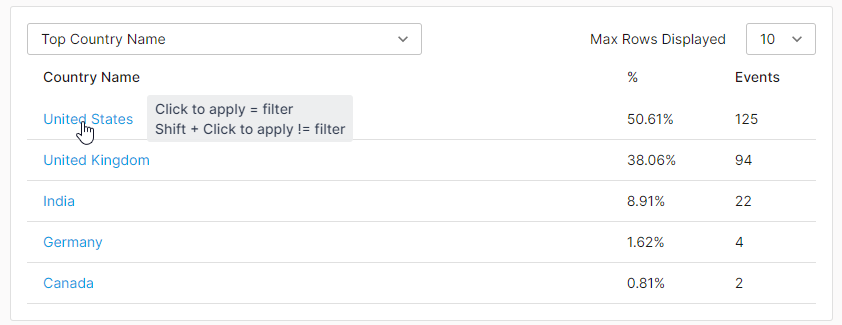 Top Country Name Max Rows Displayed 10
Country Name % Events
United States 50.61% 125
Click to apply = filter
Shift + Click to apply != filter
United Kingdom 38.06% 94
India 8.91% 22
Germany 1.62% 4
Canada 0.81% 2